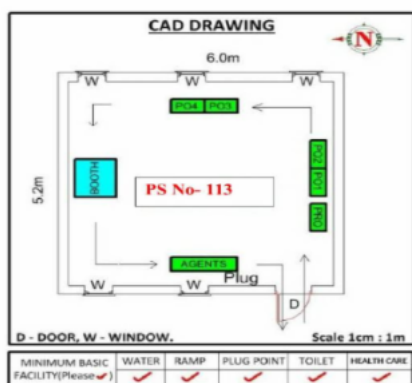 CAD DRAWING
N
6.0m
W W W
PO4 PO3
5.2m
BOOTH
PS No- 113
PO2 PO1
PRO
AGENTS
Plug
W W
D
D - DOOR, W - WINDOW.
Scale 1cm : 1m
MINIMUM BASIC FACILITY(Please✔) WATER RAMP PLUG POINT TOILET HEALTH CARE
✔ ✔ ✔ ✔ ✔